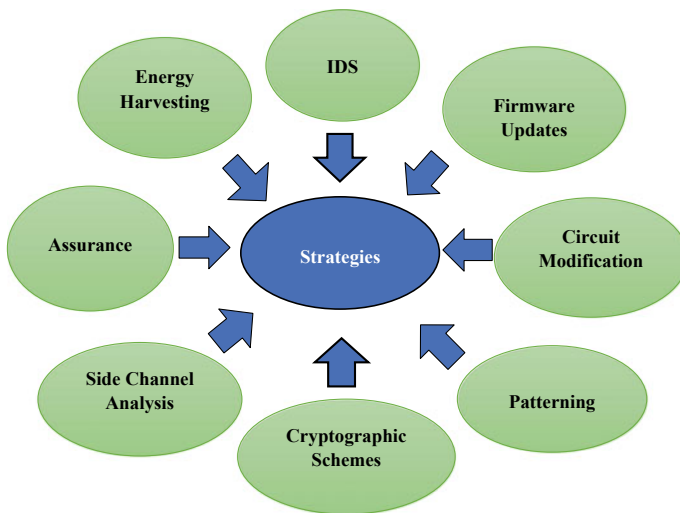 IDS
Energy
Harvesting
Firmware
Updates
Assurance
Strategies
Circuit
Modification
Side Channel
Analysis
Patterning
Cryptographic
Schemes